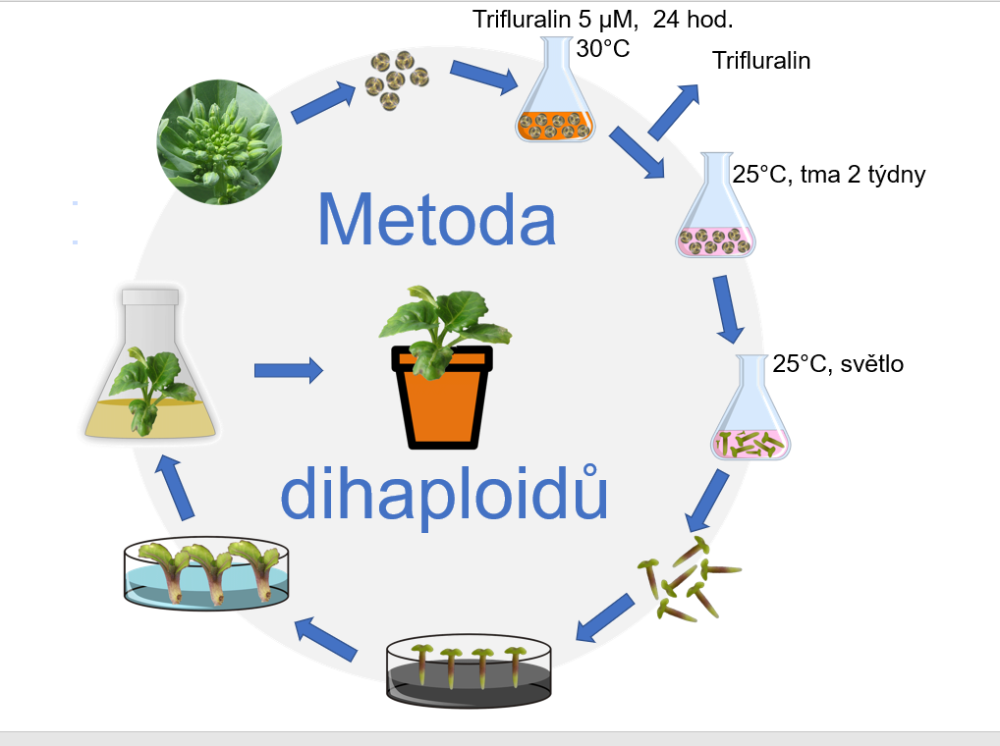 Trifluralin 5 µM,  24 hod.
30°C
Trifluralin
25°C, tma 2 týdny
Metoda
25°C, světlo
dihaploidů